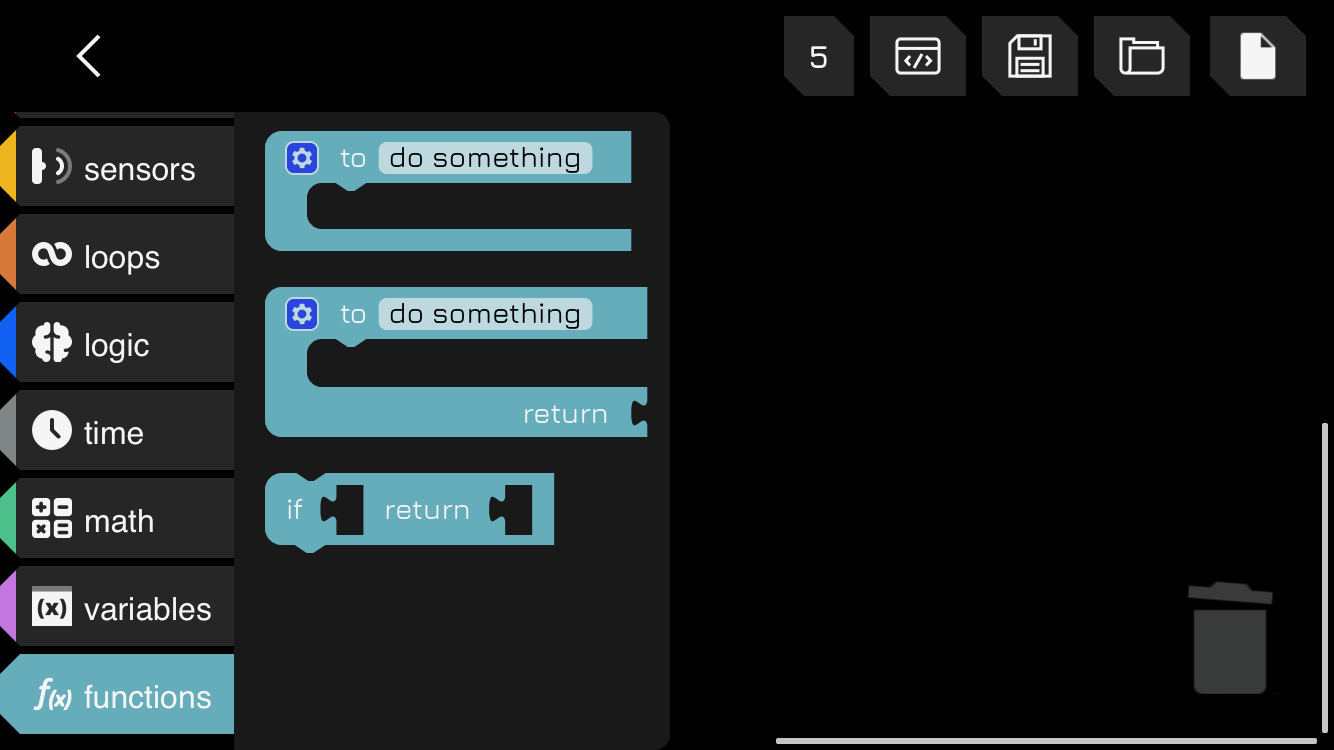 5
sensors
loops
logic
time
math
(x) variables
f(x) functions
to do something
to do something
return
if return